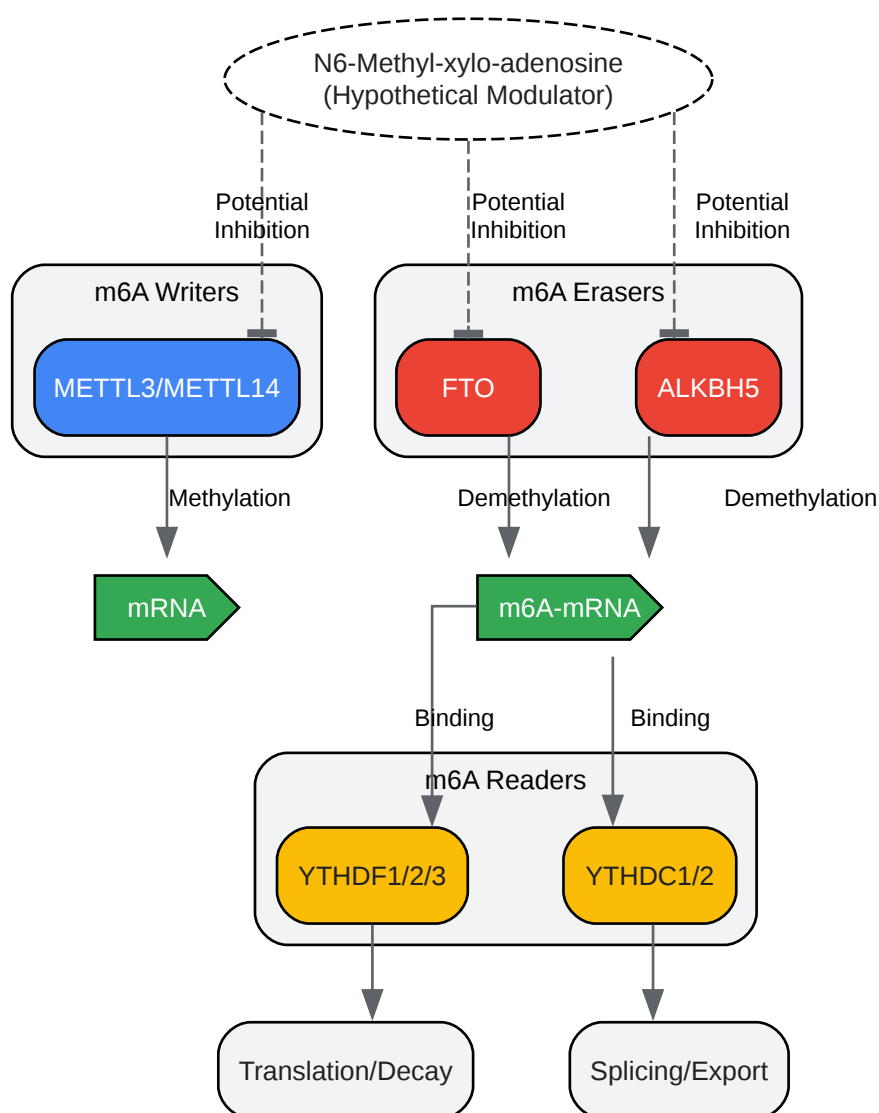 N6-Methyl-xylo-adenosine
(Hypothetical Modulator)
Potential
Inhibition
Potential
Inhibition
Potential
Inhibition
m6A Writers
m6A Erasers
METTL3/METTL14
FTO
ALKBH5
Methylation
Demethylation
Demethylation
mRNA
m6A-mRNA
Binding
Binding
m6A Readers
YTHDF1/2/3
YTHDC1/2
Translation/Decay
Splicing/Export